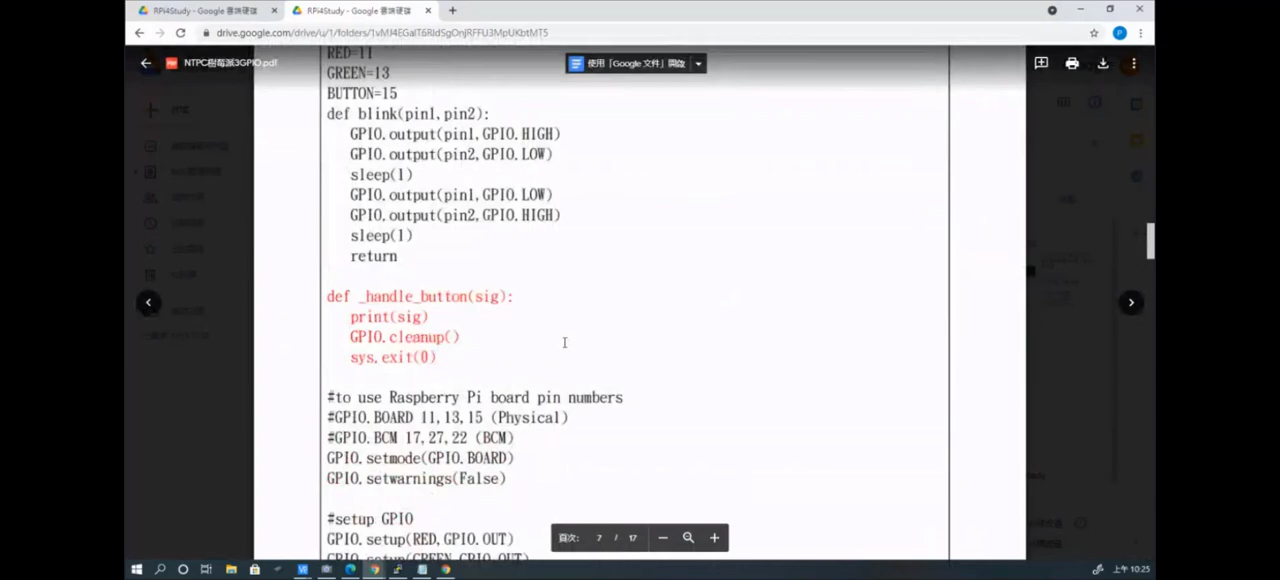 RPi4Study - Google 雲端硬碟
RPi4Study - Google 雲端硬碟
drive.google.com/drive/u/1/folders/1vMJ4EGaIT6RIdSgOnjRFFU3MpUKbtMT5
P
NTPC樹莓派3GPIO.pdf
使用「Google 文件」開啟
RED=11
GREEN=13
BUTTON=15
def blink(pin1,pin2):
GPIO.output(pin1,GPIO.HIGH)
GPIO.output(pin2,GPIO.LOW)
sleep(1)
GPIO.output(pin1,GPIO.LOW)
GPIO.output(pin2,GPIO.HIGH)
sleep(1)
return
def _handle_button(sig):
print(sig)
GPIO.cleanup()
sys.exit(0)
#to use Raspberry Pi board pin numbers
#GPIO.BOARD 11,13,15 (Physical)
#GPIO.BCM 17,27,22 (BCM)
GPIO.setmode(GPIO.BOARD)
GPIO.setwarnings(False)
#setup GPIO
GPIO.setup(RED,GPIO.OUT)
GPIO.setup(GREEN,GPIO.OUT)
頁次: 7 / 17
上午 10:25